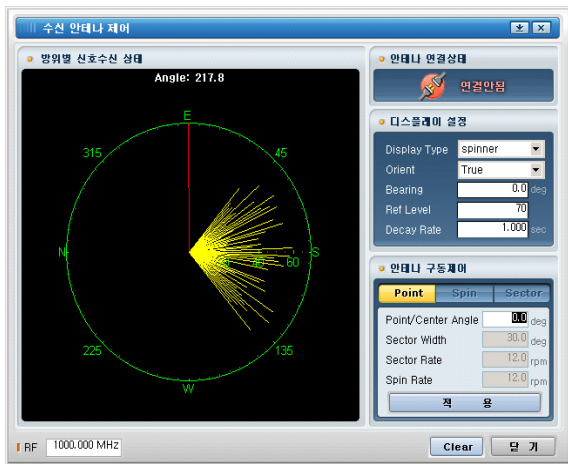 수신 안테나 제어
방위별 신호수신 상태
Angle: 217.8
E
315
45
N
40
60
S
225
135
W
안테나 연결상태
연결안됨
디스플레이 설정
Display Type spinner
Orient True
Bearing 0.0 deg
Ref Level 70
Decay Rate 1.000 sec
안테나 구동제어
Point Spin Sector
Point/Center Angle 0.0 deg
Sector Width 30.0 deg
Sector Rate 12.0 rpm
Spin Rate 12.0 rpm
적 용
RF 1000.000 MHz
Clear
닫 기